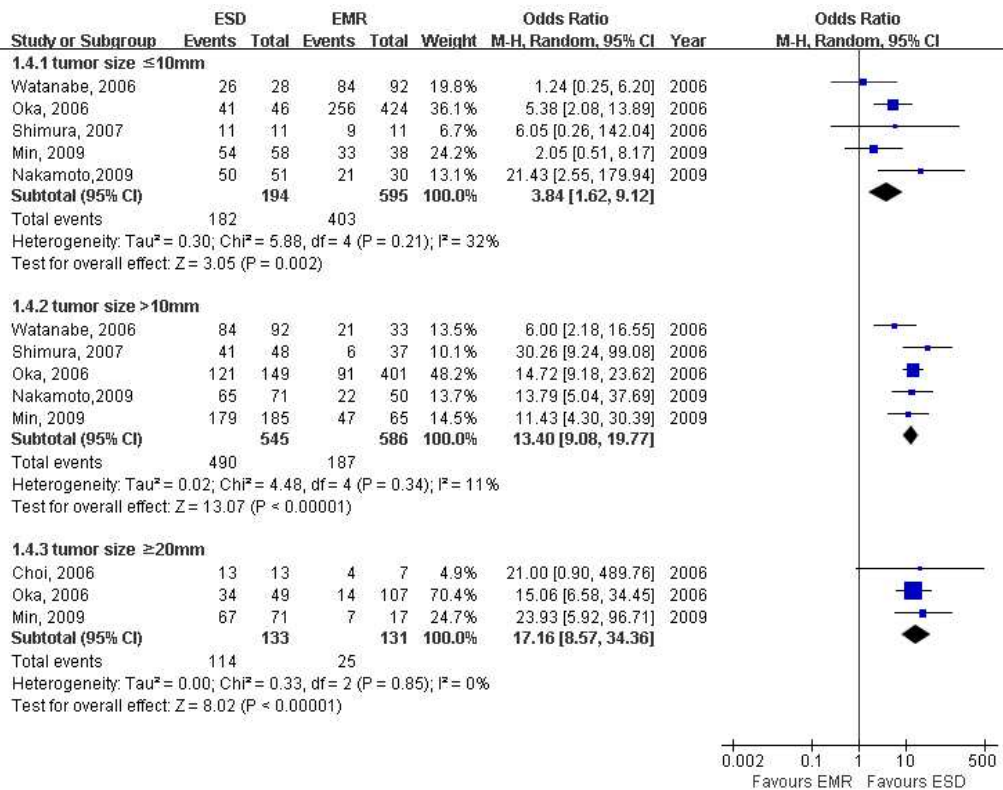 ESD EMR Odds Ratio Odds Ratio
Study or Subgroup Events Total Events Total Weight M-H, Random, 95% CI Year M-H, Random, 95% CI
1.4.1 tumor size ≤10mm
Watanabe, 2006 26 28 84 92 19.8% 1.24 [0.25, 6.20] 2006
Oka, 2006 41 46 256 424 36.1% 5.38 [2.08, 13.89] 2006
Shimura, 2007 11 11 9 11 6.7% 6.05 [0.26, 142.04] 2006
Min, 2009 54 58 33 38 24.2% 2.05 [0.51, 8.17] 2009
Nakamoto,2009 50 51 21 30 13.1% 21.43 [2.55, 179.94] 2009
Subtotal (95% CI) 194 595 100.0% 3.84 [1.62, 9.12]
Total events 182 403
Heterogeneity: Tau² = 0.30; Chi² = 5.88, df = 4 (P = 0.21); I² = 32%
Test for overall effect: Z = 3.05 (P = 0.002)
1.4.2 tumor size >10mm
Watanabe, 2006 84 92 21 33 13.5% 6.00 [2.18, 16.55] 2006
Shimura, 2007 41 48 6 37 10.1% 30.26 [9.24, 99.08] 2006
Oka, 2006 121 149 91 401 48.2% 14.72 [9.18, 23.62] 2006
Nakamoto,2009 65 71 22 50 13.7% 13.79 [5.04, 37.69] 2009
Min, 2009 179 185 47 65 14.5% 11.43 [4.30, 30.39] 2009
Subtotal (95% CI) 545 586 100.0% 13.40 [9.08, 19.77]
Total events 490 187
Heterogeneity: Tau² = 0.02; Chi² = 4.48, df = 4 (P = 0.34); I² = 11%
Test for overall effect: Z = 13.07 (P < 0.00001)
1.4.3 tumor size ≥20mm
Choi, 2006 13 13 4 7 4.9% 21.00 [0.90, 489.76] 2006
Oka, 2006 34 49 14 107 70.4% 15.06 [6.58, 34.45] 2006
Min, 2009 67 71 7 17 24.7% 23.93 [5.92, 96.71] 2009
Subtotal (95% CI) 133 131 100.0% 17.16 [8.57, 34.36]
Total events 114 25
Heterogeneity: Tau² = 0.00; Chi² = 0.33, df = 2 (P = 0.85); I² = 0%
Test for overall effect: Z = 8.02 (P < 0.00001)
0.002 0.1 1 10 500
Favours EMR Favours ESD